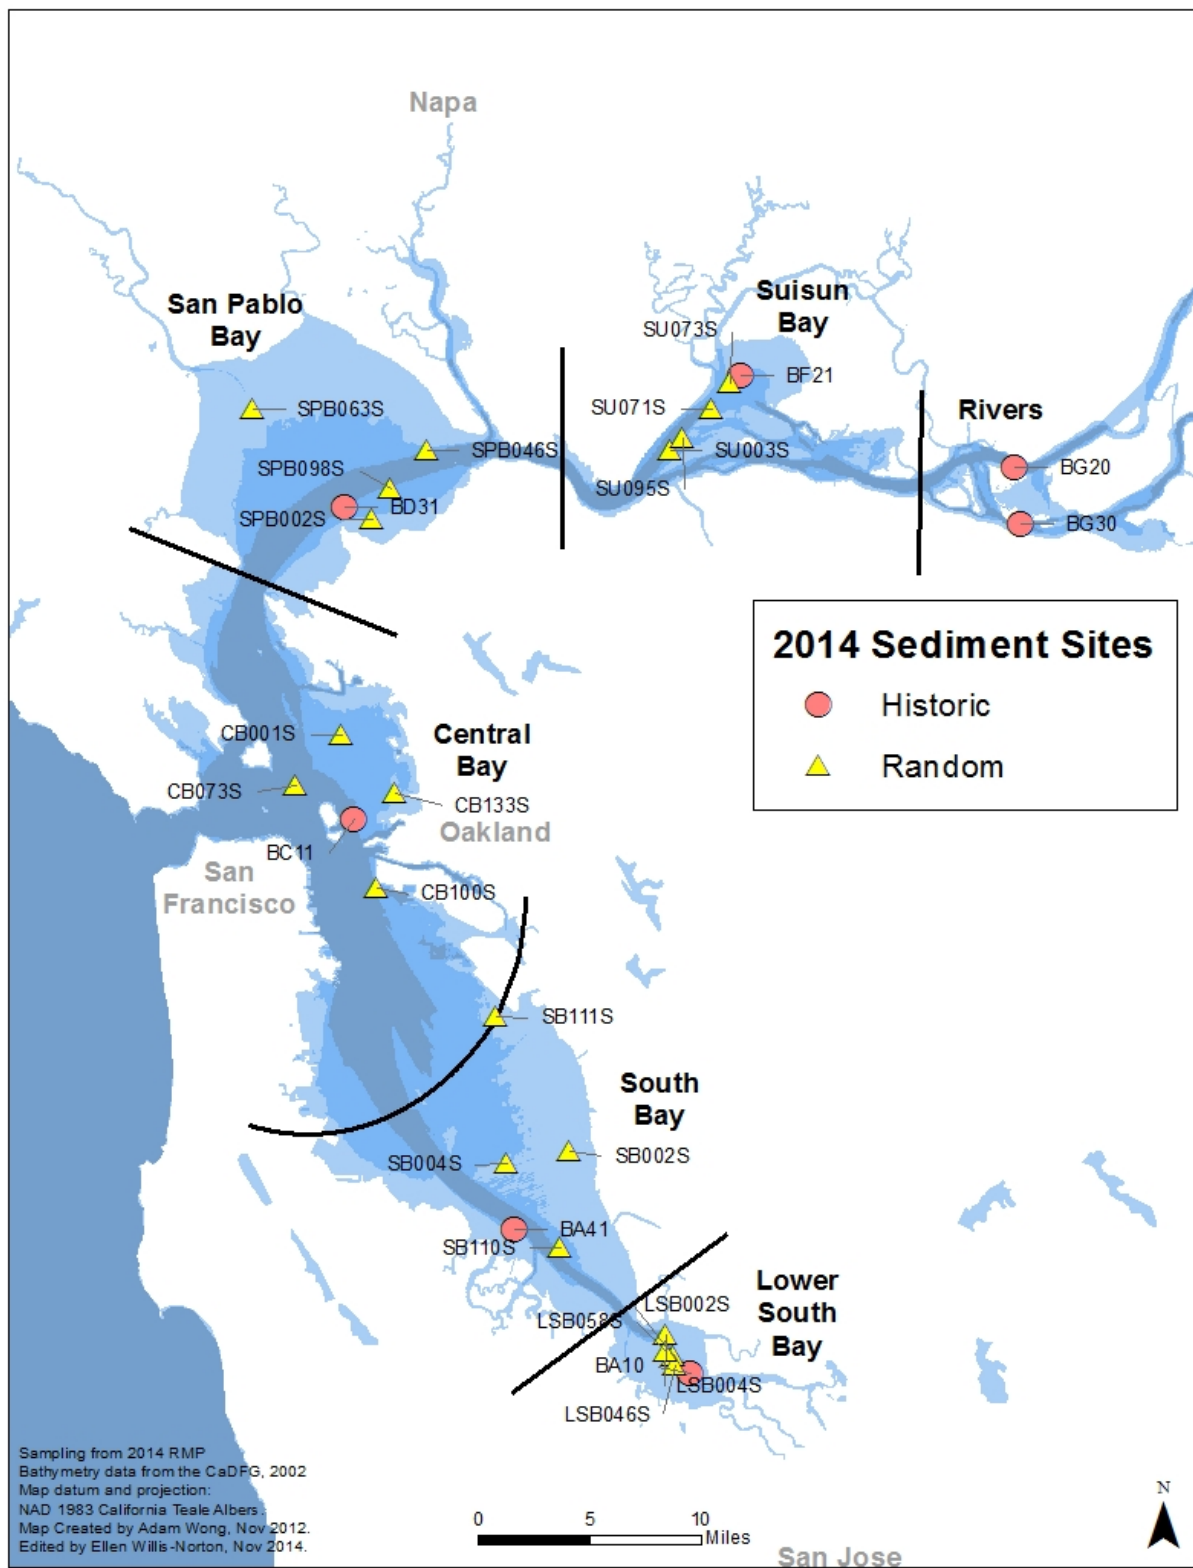 Napa
San Pablo
Bay
Suisun
Bay
SU073S
BF21
SPB063S
SU071S
Rivers
SPB046S
SU003S
SPB098S
BG20
SU095S
BD31
SPB002S
BG30
2014 Sediment Sites
Historic
Random
CB001S
Central
Bay
CB073S
CB133S
Oakland
BC11
San
Francisco
CB100S
SB111S
South
Bay
SB004S
SB002S
BA41
SB110S
Lower
South
Bay
LSB002S
LSB058S
BA10
LSB004S
LSB046S
Sampling from 2014 RMP
Bathymetry data from the CaDFG, 2002
Map datum and projection:
NAD 1983 California Teale Albers.
Map Created by Adam Wong, Nov 2012.
Edited by Ellen Willis-Norton, Nov 2014.
0 5 10
Miles
N
San Jose